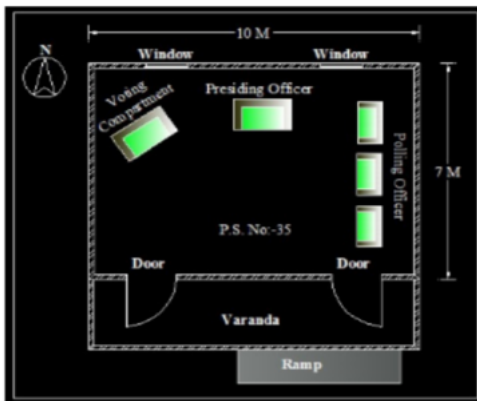 10 M
N
Window
Window
Voting
Compartment
Presiding Officer
Polling Officer
7 M
P.S. No:-35
Door
Door
Varanda
Ramp